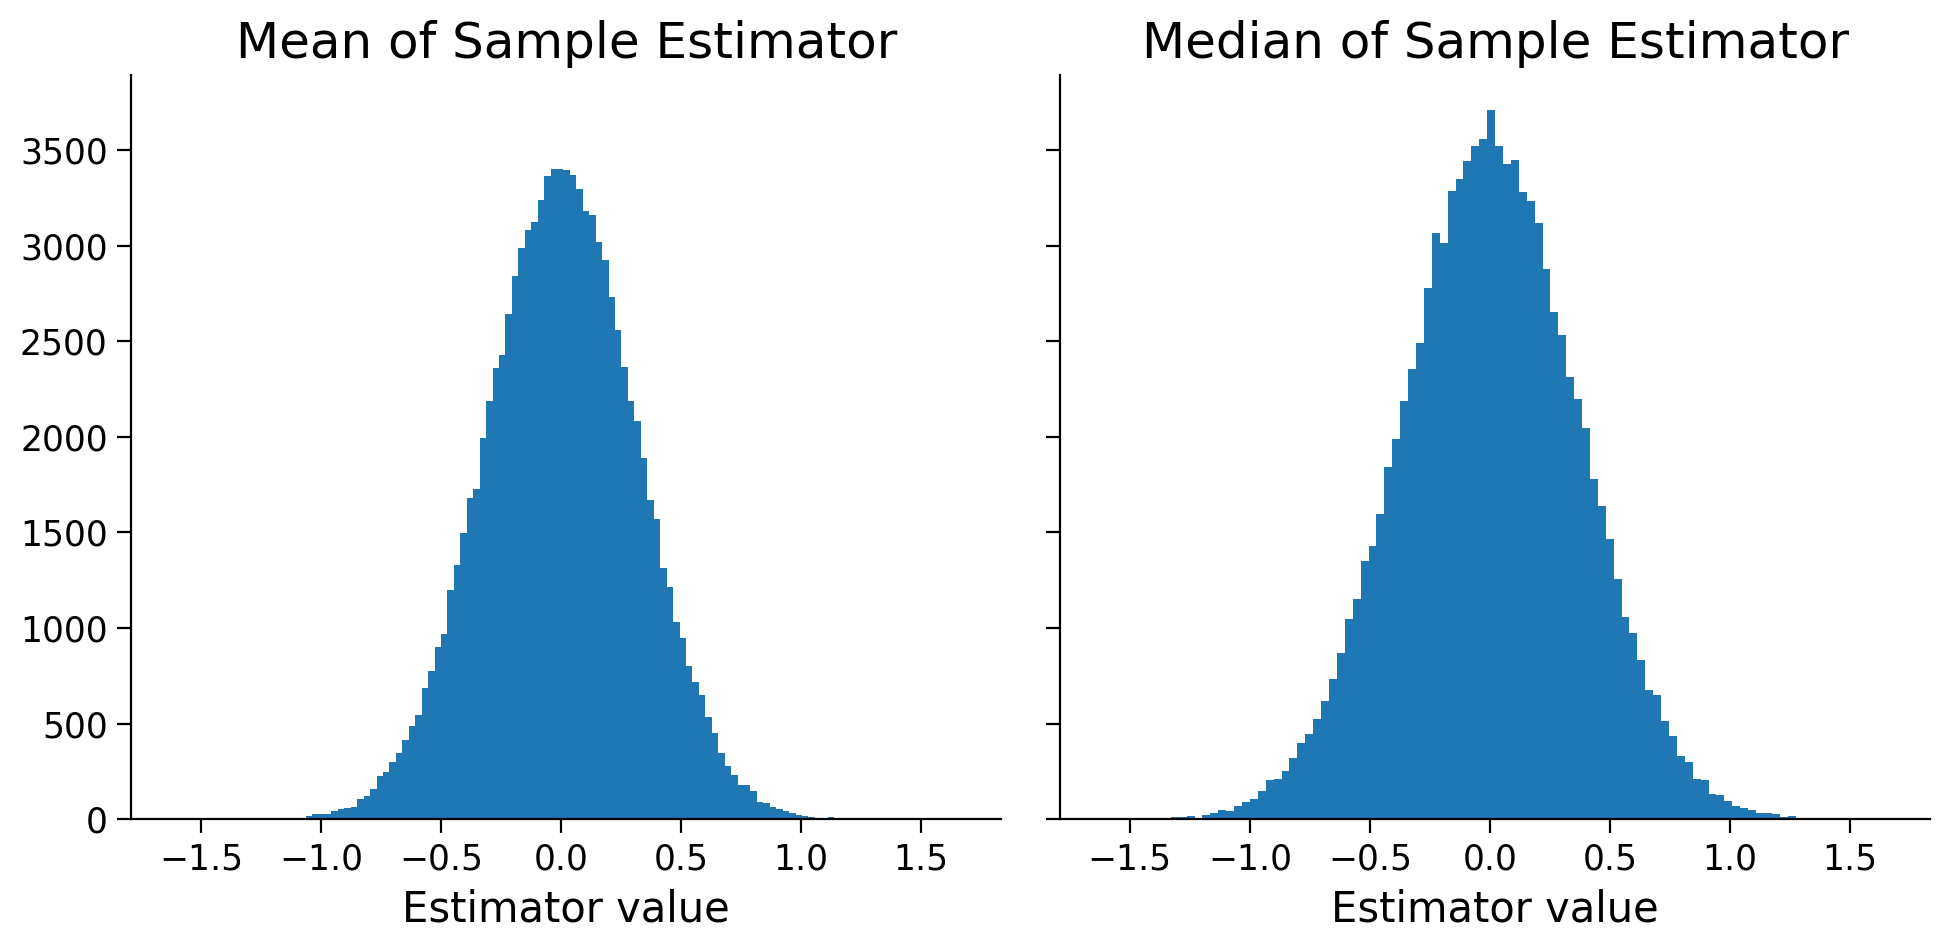 Mean of Sample Estimator
Median of Sample Estimator
3500
3000
2500
2000
1500
1000
500
0
−1.5 −1.0 −0.5 0.0 0.5 1.0 1.5
−1.5 −1.0 −0.5 0.0 0.5 1.0 1.5
Estimator value
Estimator value